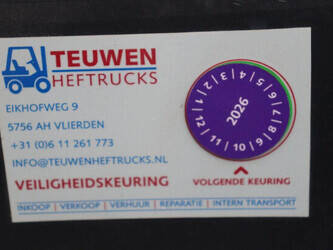 TEUWEN
HEFTRUCKS
EIKHOFWEG 9
5756 AH VLIERDEN
+31 (0)6 11 261 773
INFO@TEUWENHEFTRUCKS.NL
VEILIGHEIDSKEURING
1 | 2 | 3 | 4 | 5 | 6 | 7 | 8 | 9 | 10 | 11 | 12
2026
VOLGENDE KEURING
INKOOP | VERKOOP | VERHUUR | REPARATIE | INTERN TRANSPORT